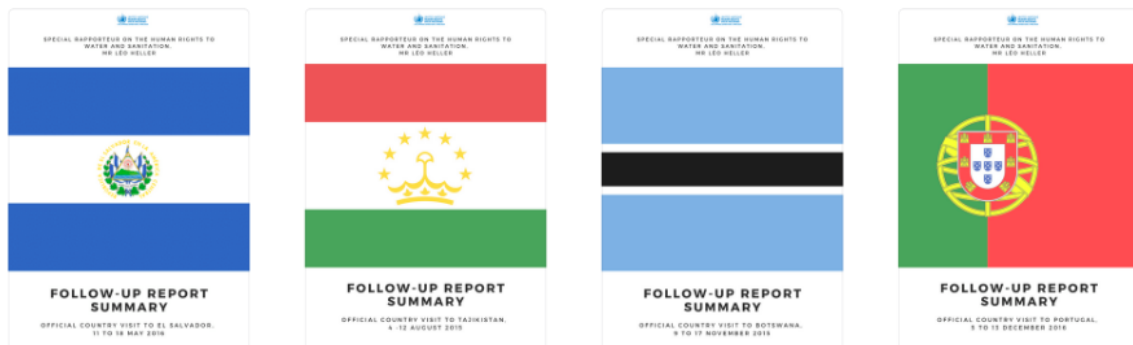 SPECIAL RAPPORTEUR ON THE HUMAN RIGHTS TO
WATER AND SANITATION,
MR LÉO HELLER
FOLLOW-UP REPORT
SUMMARY
OFFICIAL COUNTRY VISIT TO EL SALVADOR,
11 TO 18 MAY 2016
SPECIAL RAPPORTEUR ON THE HUMAN RIGHTS TO
WATER AND SANITATION,
MR LÉO HELLER
FOLLOW-UP REPORT
SUMMARY
OFFICIAL COUNTRY VISIT TO TAJIKISTAN,
4 -12 AUGUST 2015
SPECIAL RAPPORTEUR ON THE HUMAN RIGHTS TO
WATER AND SANITATION,
MR LÉO HELLER
FOLLOW-UP REPORT
SUMMARY
OFFICIAL COUNTRY VISIT TO BOTSWANA,
9 TO 17 NOVEMBER 2015
SPECIAL RAPPORTEUR ON THE HUMAN RIGHTS TO
WATER AND SANITATION,
MR LÉO HELLER
FOLLOW-UP REPORT
SUMMARY
OFFICIAL COUNTRY VISIT TO PORTUGAL,
5 TO 13 DECEMBER 2016